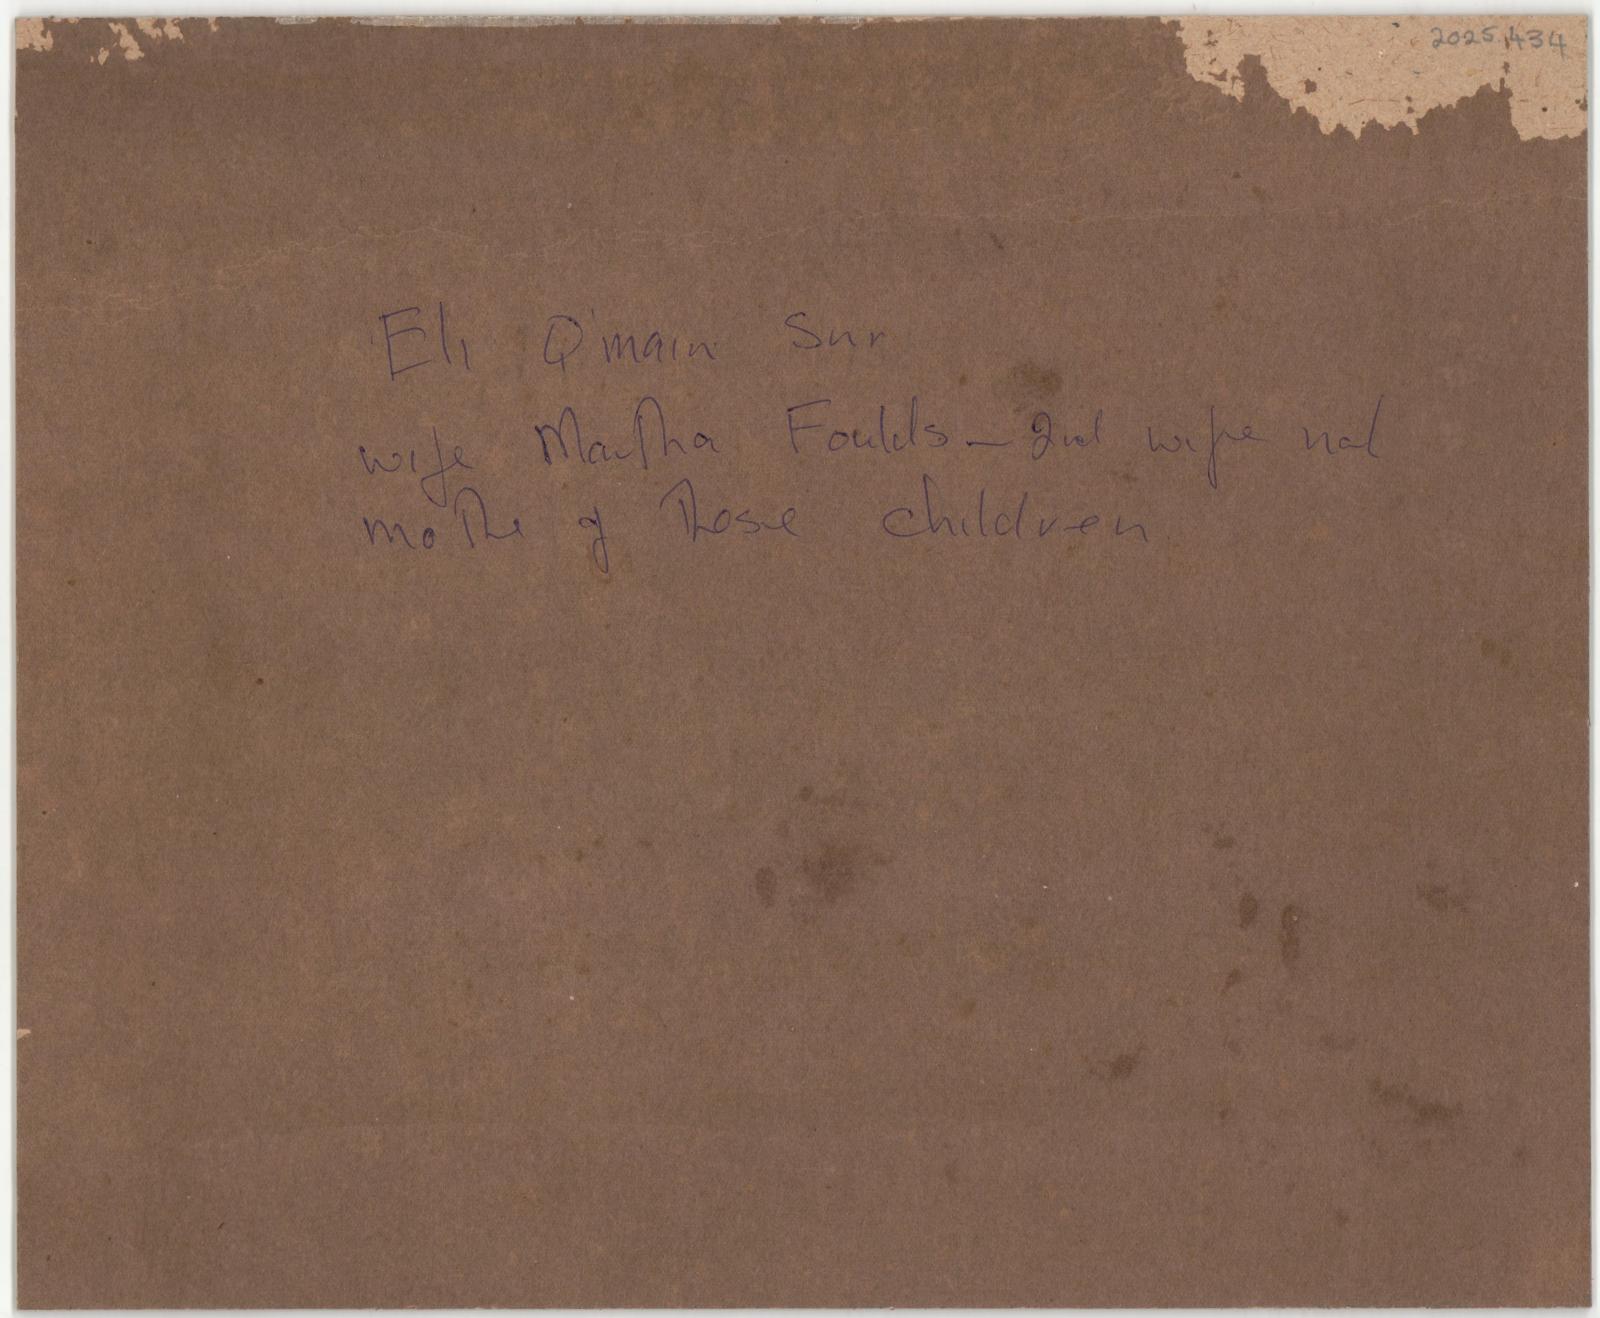 2025.434
Eli Q'main Snr
wife Martha Foulds - 2nd wife not
mother of those children